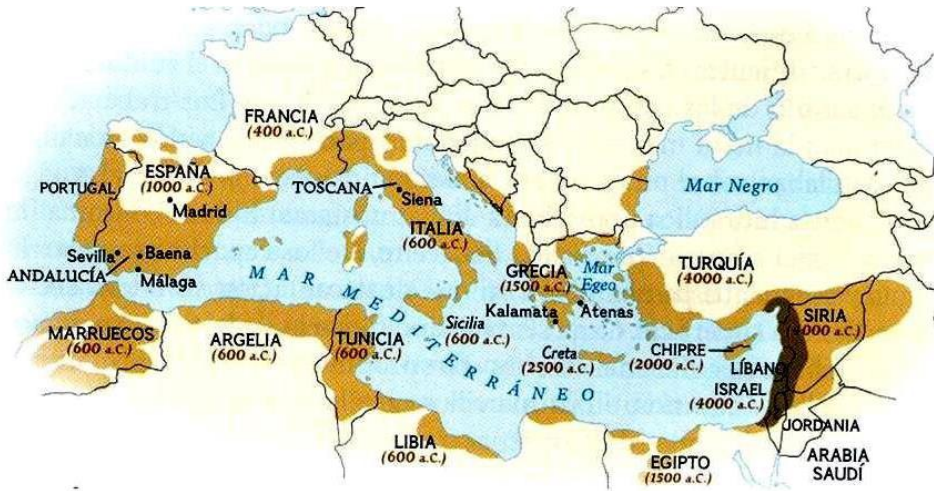 FRANCIA
(400 a.C.)
ESPAÑA
(1000 a.C.)
PORTUGAL
Madrid
TOSCANA
Siena
ITALIA
(600 a.C.)
Mar Negro
Sevilla
Baena
ANDALUCÍA
Málaga
MAR MEDITERRÁNEO
GRECIA
(1500 a.C.)
Mar
Egeo
TURQUÍA
(4000 a.C.)
Kalamata
Atenas
MARRUECOS
(600 a.C.)
ARGELIA
(600 a.C.)
TUNICIA
(600 a.C.)
Sicilia
(600 a.C.)
Creta
(2500 a.C.)
CHIPRE
(2000 a.C.)
SIRIA
(4000 a.C.)
LÍBANO
ISRAEL
(4000 a.C.)
JORDANIA
LIBIA
(600 a.C.)
EGIPTO
(1500 a.C.)
ARABIA
SAUDÍ